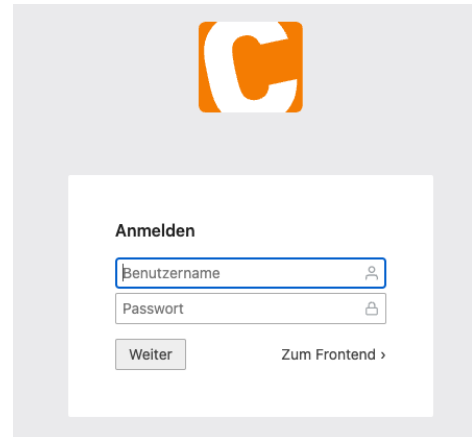 C
Anmelden
Benutzername
Passwort
Weiter
Zum Frontend ›